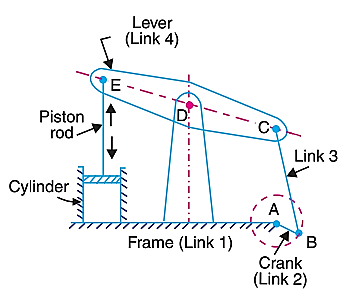 Lever
(Link 4)
E
D
C
Piston
rod
Link 3
Cylinder
A
B
Frame (Link 1)
Crank
(Link 2)